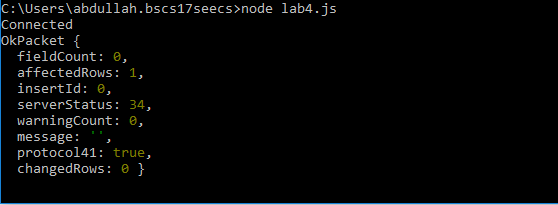 C:\Users\abdullah.bscs17seecs>node lab4.js
Connected
OkPacket {
  fieldCount: 0,
  affectedRows: 1,
  insertId: 0,
  serverStatus: 34,
  warningCount: 0,
  message: '',
  protocol41: true,
  changedRows: 0 }